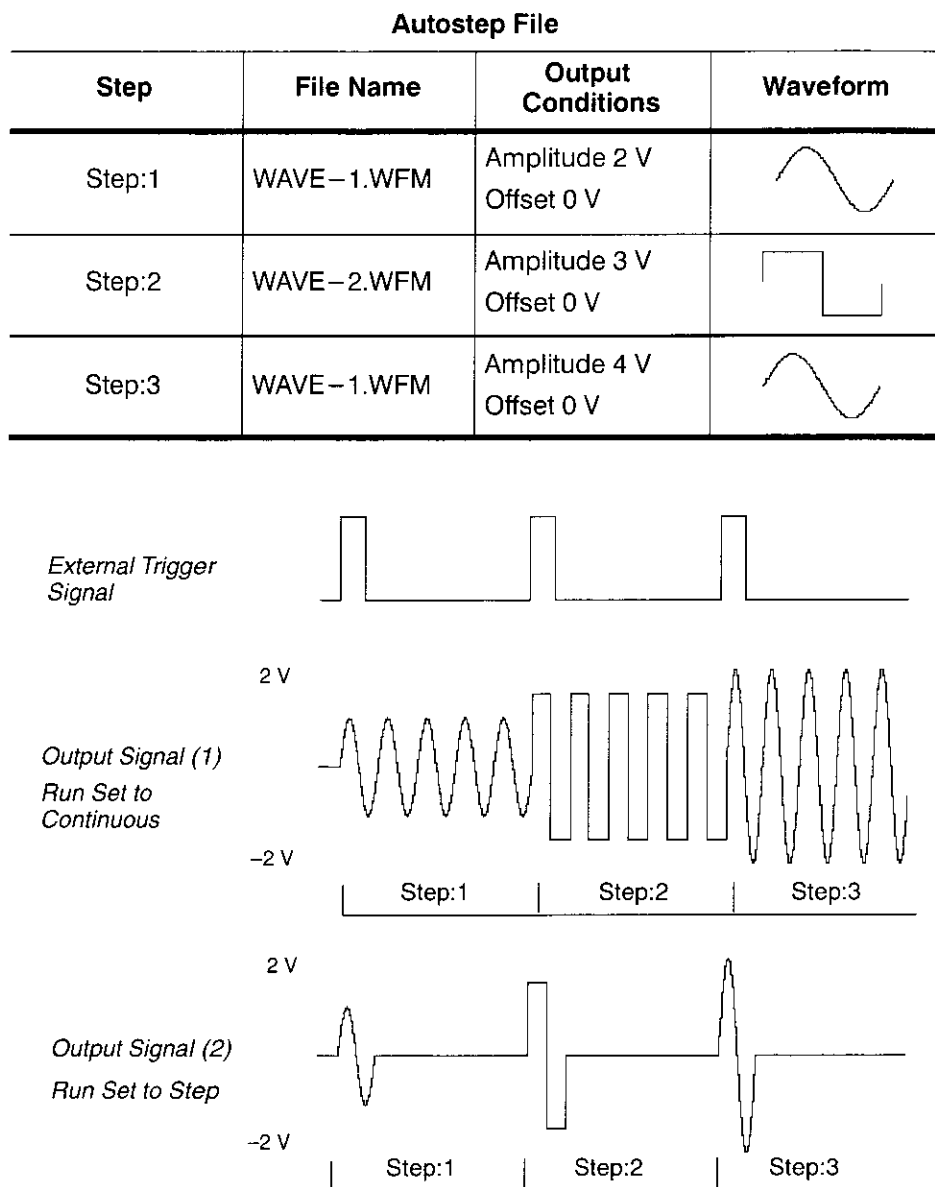 Autostep File
Step File Name Output Conditions Waveform
Step:1 WAVE−1.WFM Amplitude 2 V
Offset 0 V
Step:2 WAVE−2.WFM Amplitude 3 V
Offset 0 V
Step:3 WAVE−1.WFM Amplitude 4 V
Offset 0 V
External Trigger
Signal
2 V
Output Signal (1)
Run Set to
Continuous
−2 V
Step:1 Step:2 Step:3
2 V
Output Signal (2)
Run Set to Step
−2 V
Step:1 Step:2 Step:3